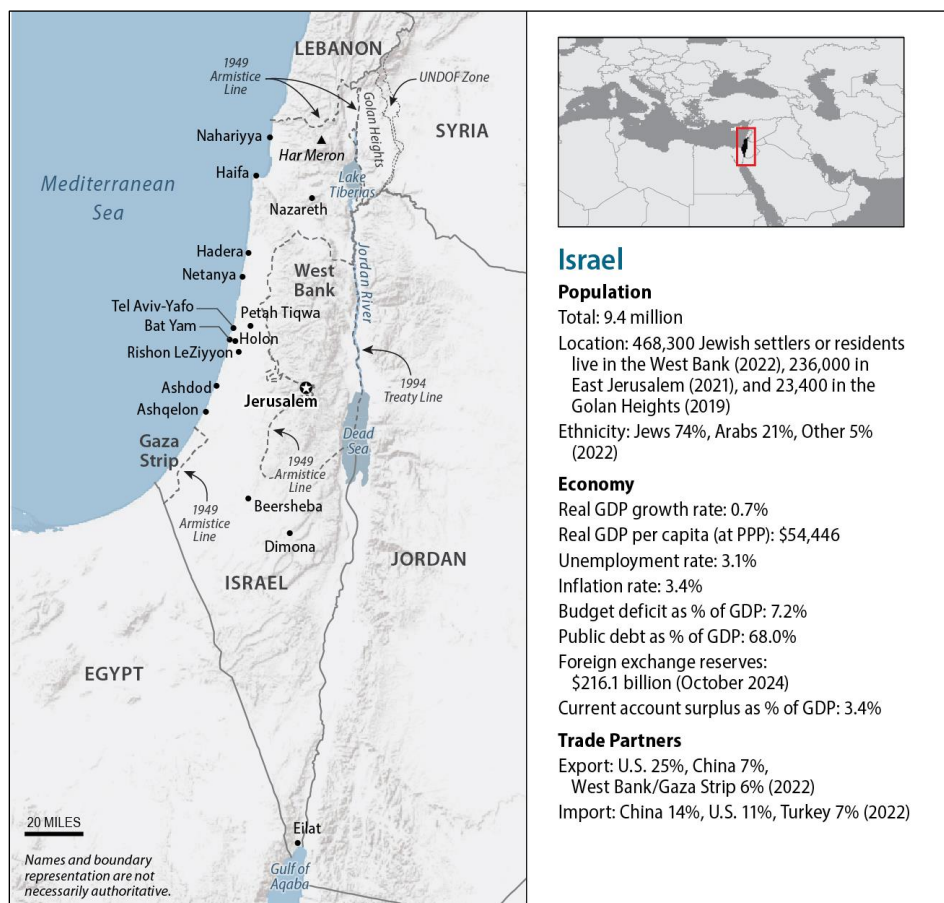 LEBANON
1949
Armistice
Line
UNDOF Zone
Golan Heights
SYRIA
Nahariyya
Har Meron
Haifa
Lake
Tiberias
Mediterranean
Sea
Nazareth
Hadera
West
Bank
Jordan River
Netanya
Tel Aviv-Yafo
Petah Tiqwa
Bat Yam
Holon
Rishon LeZiyyon
1994
Treaty Line
Ashdod
Jerusalem
Ashqelon
Gaza
Strip
Dead
Sea
1949
Armistice
Line
1949
Armistice
Line
Beersheba
Dimona
JORDAN
ISRAEL
EGYPT
20 MILES
Eilat
Gulf of
Aqaba
Names and boundary
representation are not
necessarily authoritative.
Israel
Population
Total: 9.4 million
Location: 468,300 Jewish settlers or residents
live in the West Bank (2022), 236,000 in
East Jerusalem (2021), and 23,400 in the
Golan Heights (2019)
Ethnicity: Jews 74%, Arabs 21%, Other 5%
(2022)
Economy
Real GDP growth rate: 0.7%
Real GDP per capita (at PPP): $54,446
Unemployment rate: 3.1%
Inflation rate: 3.4%
Budget deficit as % of GDP: 7.2%
Public debt as % of GDP: 68.0%
Foreign exchange reserves:
$216.1 billion (October 2024)
Current account surplus as % of GDP: 3.4%
Trade Partners
Export: U.S. 25%, China 7%,
West Bank/Gaza Strip 6% (2022)
Import: China 14%, U.S. 11%, Turkey 7% (2022)